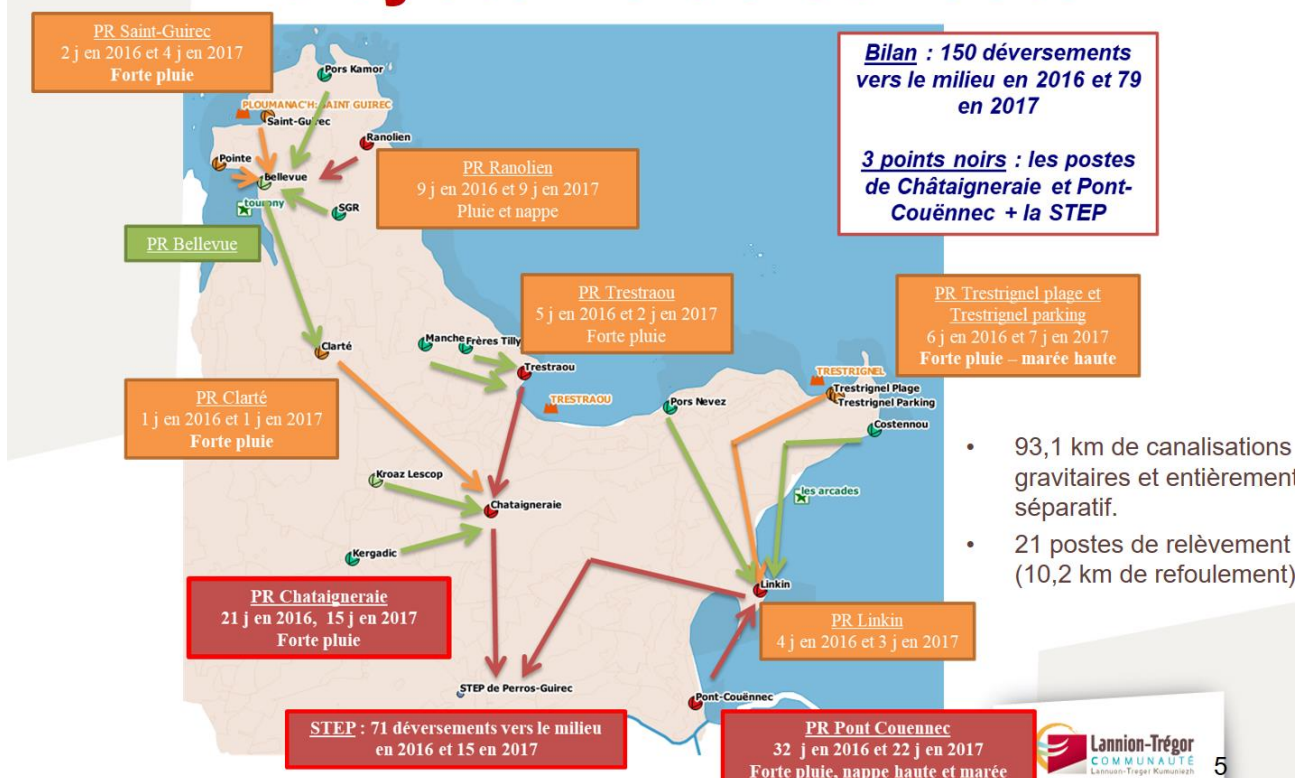 PR Saint-Guirec
2 j en 2016 et 4 j en 2017
Forte pluie
Bilan : 150 déversements
vers le milieu en 2016 et 79
en 2017
3 points noirs : les postes
de Châtaigneraie et Pont-
Couënnec + la STEP
Pors Kamor
PLOUMANAC'H: SAINT GUIREC
Saint-Guirec
Ranolien
Pointe
Bellevue
tourony
SGR
PR Ranolien
9 j en 2016 et 9 j en 2017
Pluie et nappe
PR Bellevue
PR Trestraou
5 j en 2016 et 2 j en 2017
Forte pluie
PR Trestrignel plage et
Trestrignel parking
6 j en 2016 et 7 j en 2017
Forte pluie – marée haute
Clarté
Manche
Frères Tilly
Trestraou
TRESTRAOU
Pors Nevez
TRESTRIGNEL
Trestrignel Plage
Trestrignel Parking
Costennou
PR Clarté
1 j en 2016 et 1 j en 2017
Forte pluie
Kroaz Lescop
Chataigneraie
les arcades
Kergadic
Linkin
• 93,1 km de canalisations
gravitaires et entièrement
séparatif.
• 21 postes de relèvement
(10,2 km de refoulement)
PR Chataigneraie
21 j en 2016, 15 j en 2017
Forte pluie
PR Linkin
4 j en 2016 et 3 j en 2017
STEP de Perros-Guirec
Pont-Couënnec
STEP : 71 déversements vers le milieu
en 2016 et 15 en 2017
PR Pont Couennec
32 j en 2016 et 22 j en 2017
Forte pluie, nappe haute et marée
Lannion-Trégor
COMMUNAUTÉ
Lannuon-Treger Kumuniezh
5